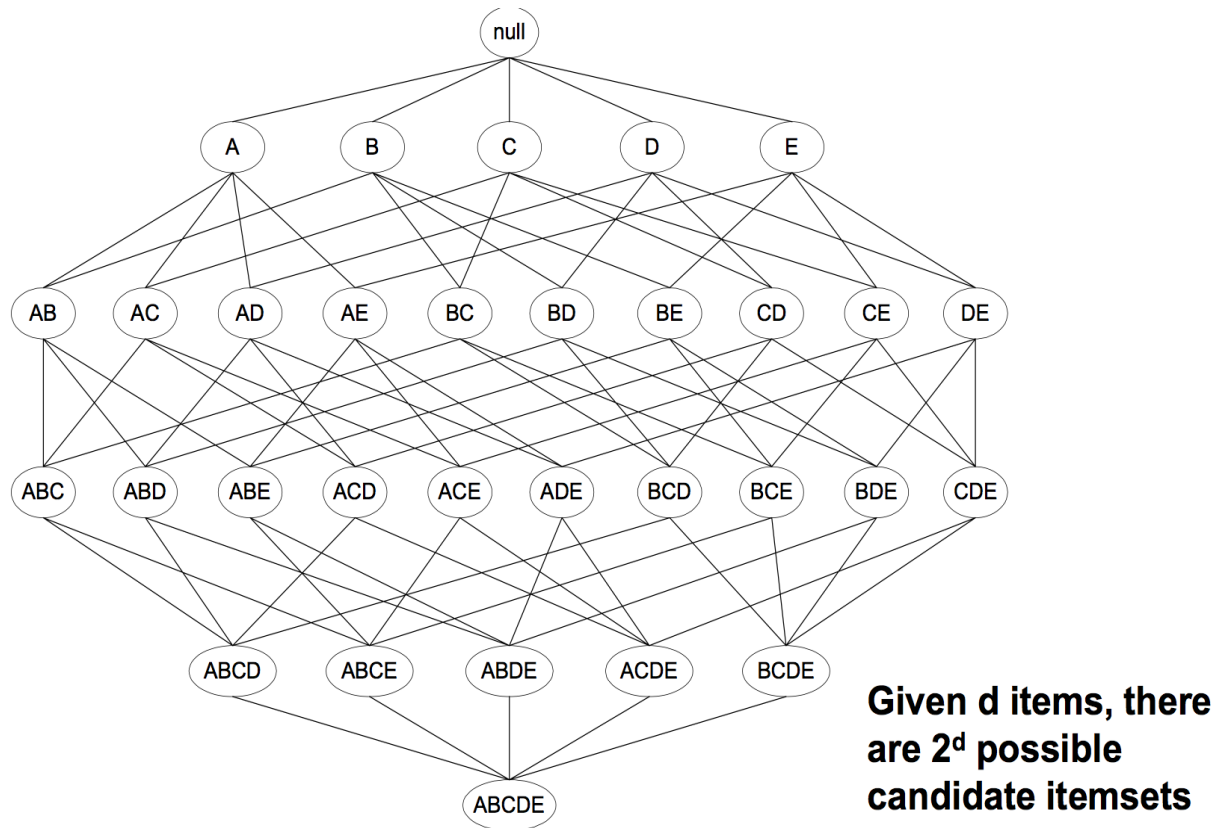 null
A B C D E
AB AC AD AE BC BD BE CD CE DE
ABC ABD ABE ACD ACE ADE BCD BCE BDE CDE
ABCD ABCE ABDE ACDE BCDE
ABCDE
Given d items, there
are 2ᵈ possible
candidate itemsets